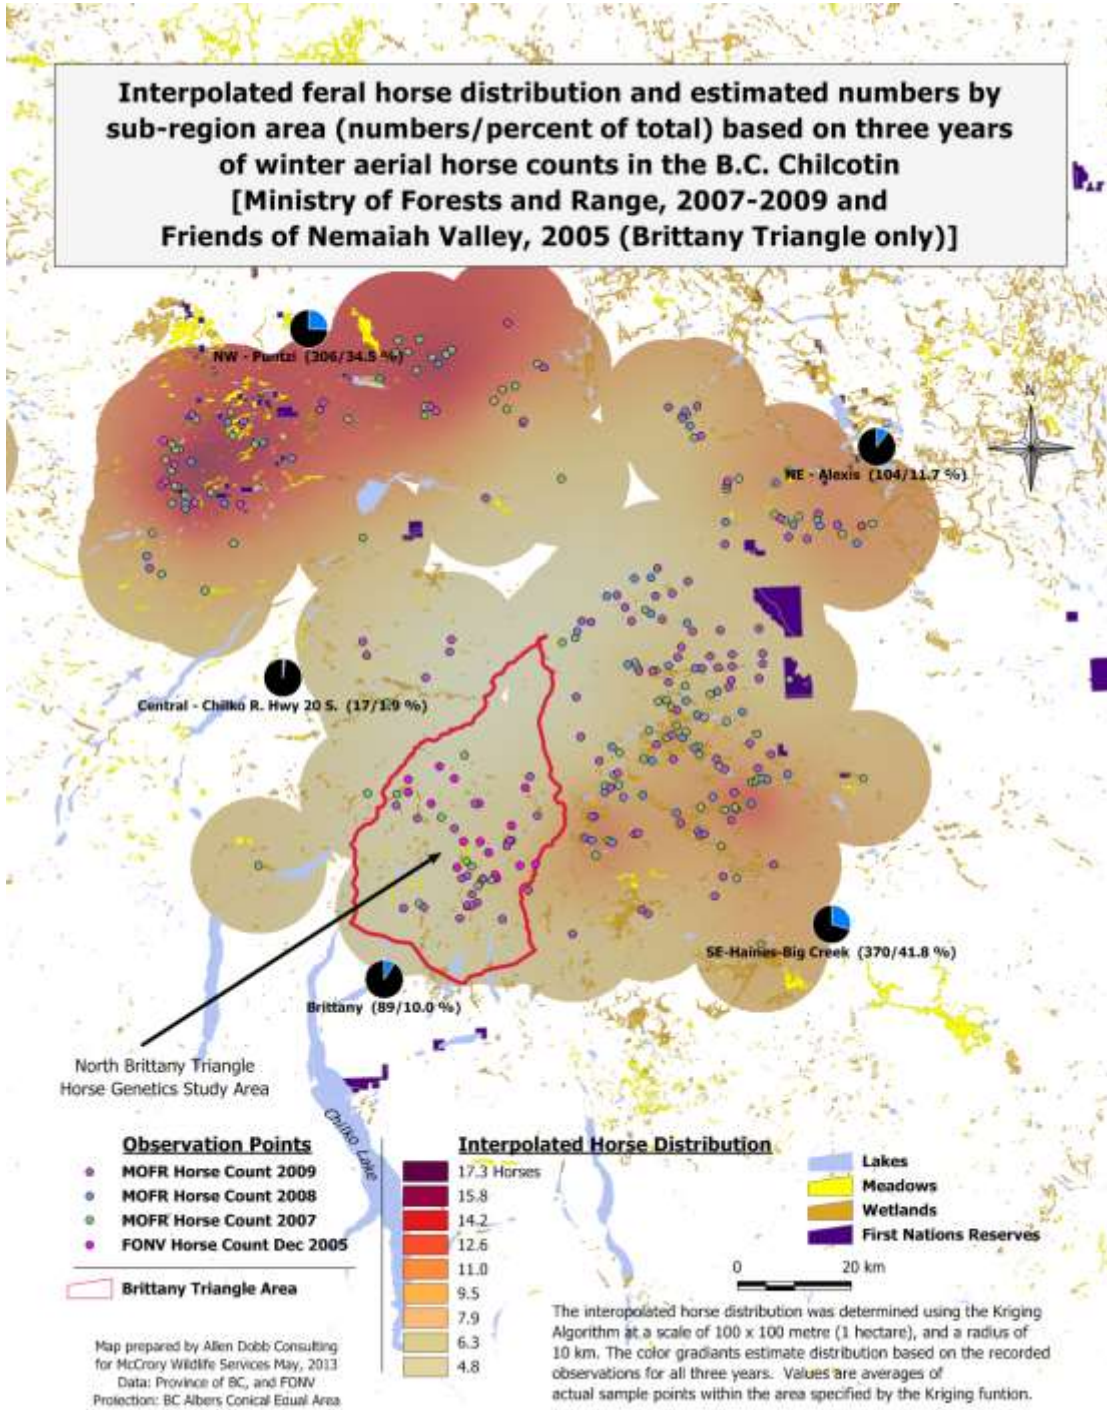 Interpolated feral horse distribution and estimated numbers by
sub-region area (numbers/percent of total) based on three years
of winter aerial horse counts in the B.C. Chilcotin
[Ministry of Forests and Range, 2007-2009 and
Friends of Nemaiah Valley, 2005 (Brittany Triangle only)]
NW - Puntzi (306/34.5 %)
N
NE - Alexis (104/11.7 %)
Central - Chilko R. Hwy 20 S. (17/1.9 %)
SE-Haines-Big Creek (370/41.8 %)
Brittany (89/10.0 %)
North Brittany Triangle
Horse Genetics Study Area
Chilko Lake
Observation Points
MOFR Horse Count 2009
MOFR Horse Count 2008
MOFR Horse Count 2007
FONV Horse Count Dec 2005
Brittany Triangle Area
Map prepared by Allen Dobb Consulting
for McCrory Wildlife Services May, 2013
Data: Province of BC, and FONV
Projection: BC Albers Conical Equal Area
Interpolated Horse Distribution
17.3 Horses
15.8
14.2
12.6
11.0
9.5
7.9
6.3
4.8
Lakes
Meadows
Wetlands
First Nations Reserves
0 20 km
The interopolated horse distribution was determined using the Kriging
Algorithm at a scale of 100 x 100 metre (1 hectare), and a radius of
10 km. The color gradiants estimate distribution based on the recorded
observations for all three years. Values are averages of
actual sample points within the area specified by the Kriging funtion.